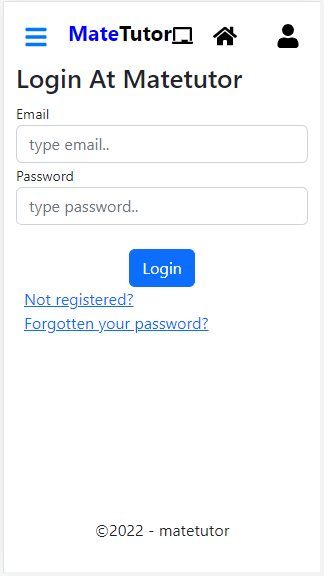 MateTutor
Login At Matetutor
Email
type email..
Password
type password..
Login
Not registered?
Forgotten your password?
©2022 - matetutor